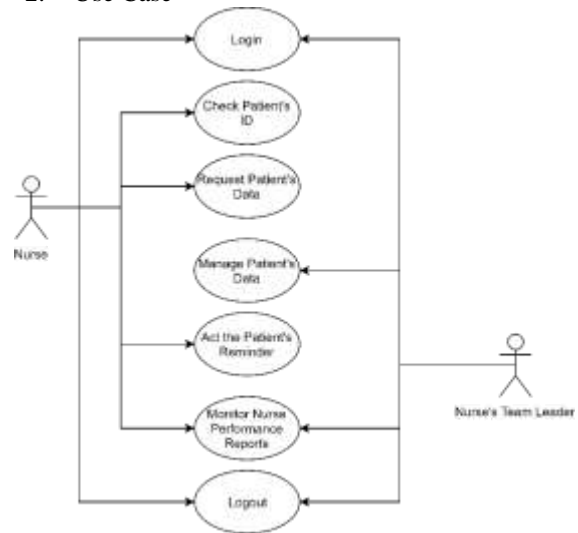 2. Use Case
Login
Check Patient's
ID
Request Patient's
Data
Nurse
Manage Patient's
Data
Act the Patient's
Reminder
Nurse's Team Leader
Monitor Nurse
Performance
Reports
Logout